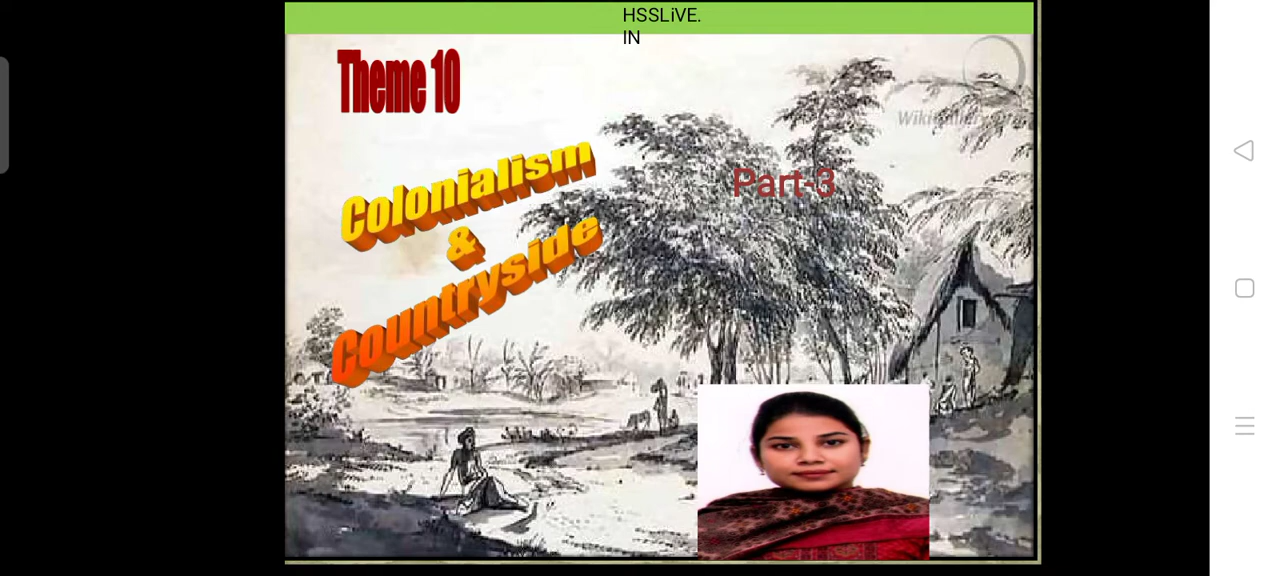 HSSLiVE.
IN
Theme 10
Part-3
Colonialism
&
Countryside